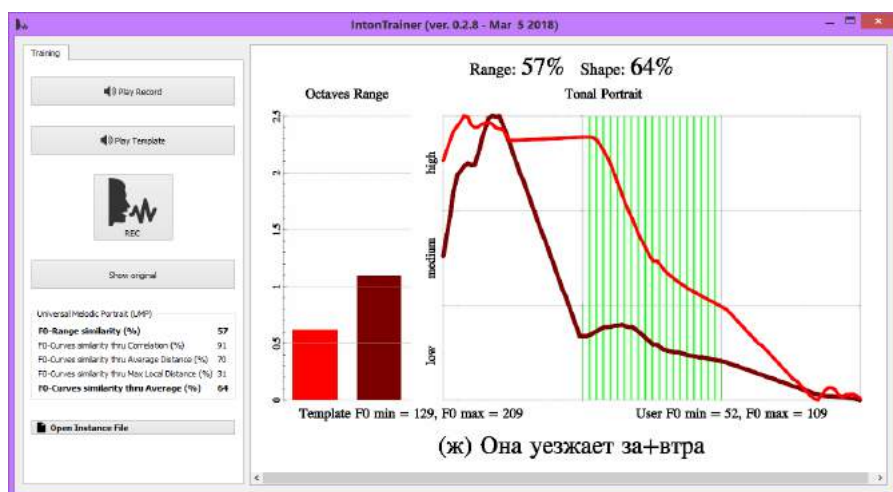 IntonTrainer (ver. 0.2.8 - Mar 5 2018)
Training
Play Record
Play Template
REC
Show original
Universal Melodic Portrait (UMP)
F0-Range similarity (%) 57
F0-Curves similarity thru Correlation (%) 91
F0-Curves similarity thru Average Distance (%) 70
F0-Curves similarity thru Max Local Distance (%) 31
F0-Curves similarity thru Average (%) 64
Open Instance File
Range: 57% Shape: 64%
Octaves Range
Tonal Portrait
2.5
2
1.5
1
0.5
0
high
medium
low
Template F0 min = 129, F0 max = 209
User F0 min = 52, F0 max = 109
(ж) Она уезжает за+втра